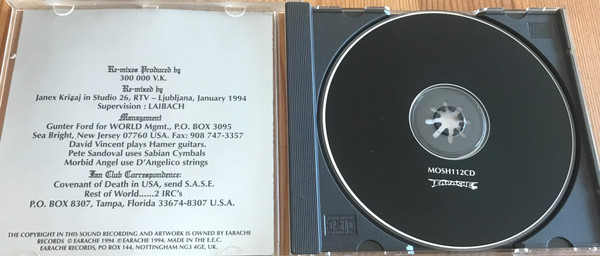 Re-mixes Produced by
300 000 V.K.
Re-mixed by
Janex Križaj in Studio 26, RTV – Ljubljana, January 1994
Supervision : LAIBACH
Management
Gunter Ford for WORLD Mgmt., P.O. BOX 3095
Sea Bright, New Jersey 07760 USA. Fax: 908 747-3357
David Vincent plays Hamer guitars.
Pete Sandoval uses Sabian Cymbals
Morbid Angel use D'Angelico strings
Fan Club Correspondence:
Covenant of Death in USA, send S.A.S.E.
Rest of World......2 IRC's
P.O. BOX 8307, Tampa, Florida 33674-8307 U.S.A.
THE COPYRIGHT IN THIS SOUND RECORDING AND ARTWORK IS OWNED BY EARACHE
RECORDS ℗ EARACHE 1994 © EARACHE 1994. MADE IN THE E.E.C.
EARACHE RECORDS, PO BOX 144, NOTTINGHAM NG3 4GE, UK.
MOSH112CD
EARACHE